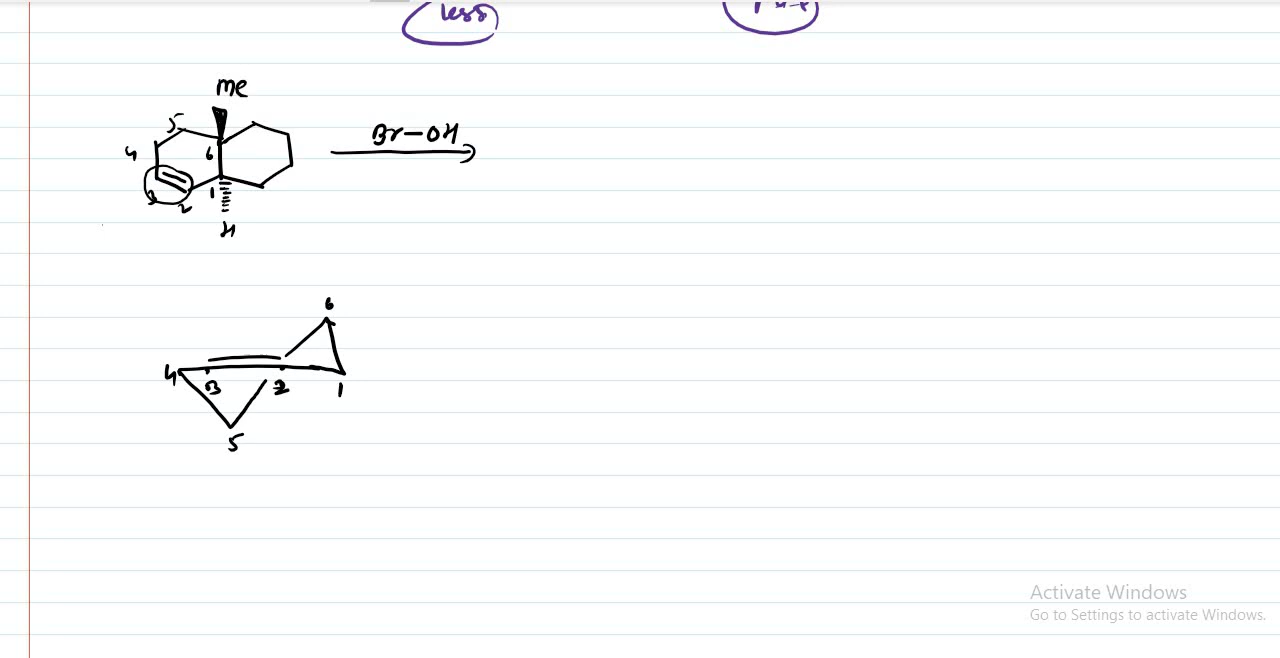 less
me
5
4 6 Br-OH
3 2 1
H
6
4 3 2 1
5
Activate Windows
Go to Settings to activate Windows.